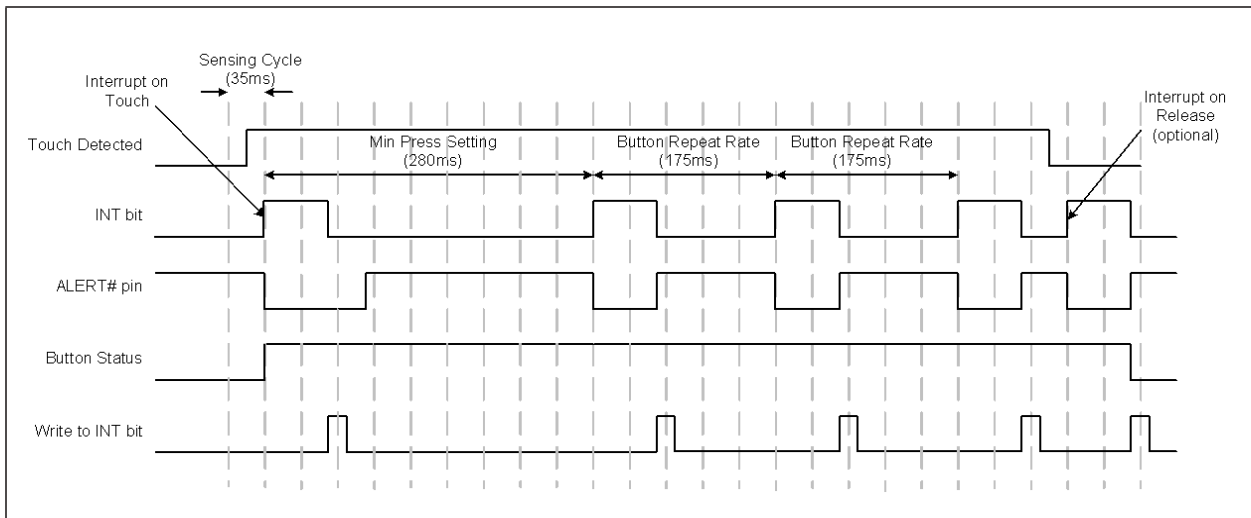 Sensing Cycle
(35ms)
Interrupt on
Touch
Interrupt on
Release
(optional)
Touch Detected
Min Press Setting
(280ms)
Button Repeat Rate
(175ms)
Button Repeat Rate
(175ms)
INT bit
ALERT# pin
Button Status
Write to INT bit